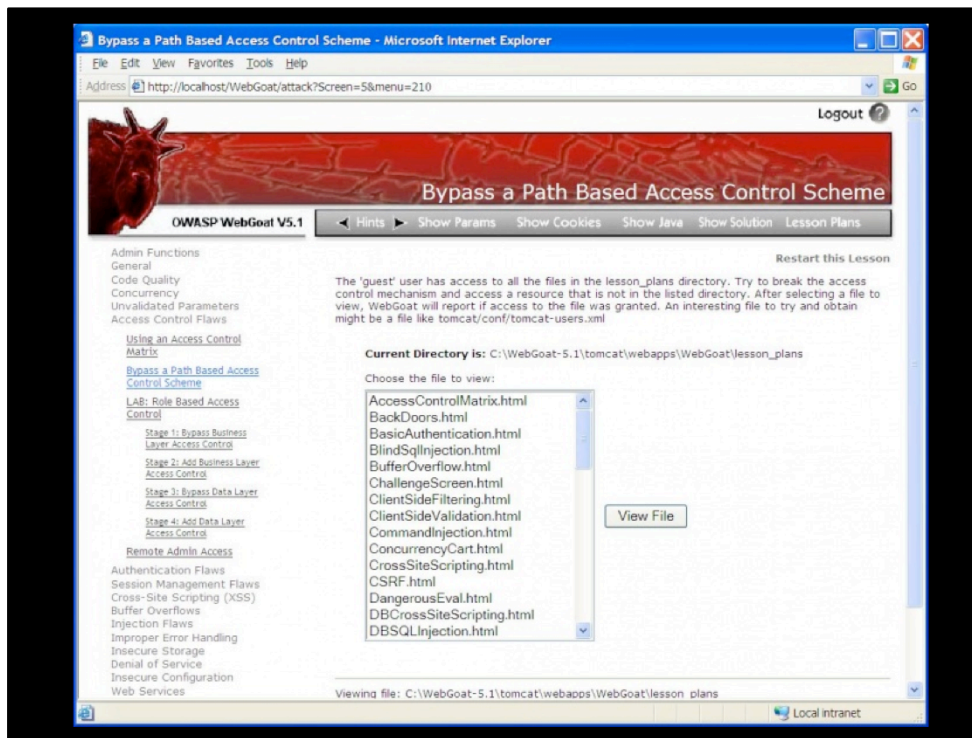 Bypass a Path Based Access Control Scheme - Microsoft Internet Explorer
File Edit View Favorites Tools Help
Address http://localhost/WebGoat/attack?Screen=5&menu=210 Go
Logout ?
Bypass a Path Based Access Control Scheme
OWASP WebGoat V5.1
Hints Show Params Show Cookies Show Java Show Solution Lesson Plans
Admin Functions
General
Code Quality
Concurrency
Unvalidated Parameters
Access Control Flaws
Using an Access Control
Matrix
Bypass a Path Based Access
Control Scheme
LAB: Role Based Access
Control
Stage 1: Bypass Business
Layer Access Control
Stage 2: Add Business Layer
Access Control
Stage 3: Bypass Data Layer
Access Control
Stage 4: Add Data Layer
Access Control
Remote Admin Access
Authentication Flaws
Session Management Flaws
Cross-Site Scripting (XSS)
Buffer Overflows
Injection Flaws
Improper Error Handling
Insecure Storage
Denial of Service
Insecure Configuration
Web Services
Restart this Lesson
The 'guest' user has access to all the files in the lesson_plans directory. Try to break the access
control mechanism and access a resource that is not in the listed directory. After selecting a file to
view, WebGoat will report if access to the file was granted. An interesting file to try and obtain
might be a file like tomcat/conf/tomcat-users.xml
Current Directory is: C:\WebGoat-5.1\tomcat\webapps\WebGoat\lesson_plans
Choose the file to view:
AccessControlMatrix.html
BackDoors.html
BasicAuthentication.html
BlindSqlInjection.html
BufferOverflow.html
ChallengeScreen.html
ClientSideFiltering.html
ClientSideValidation.html
CommandInjection.html
ConcurrencyCart.html
CrossSiteScripting.html
CSRF.html
DangerousEval.html
DBCrossSiteScripting.html
DBSQLInjection.html
View File
Viewing file: C:\WebGoat-5.1\tomcat\webapps\WebGoat\lesson_plans
Local intranet